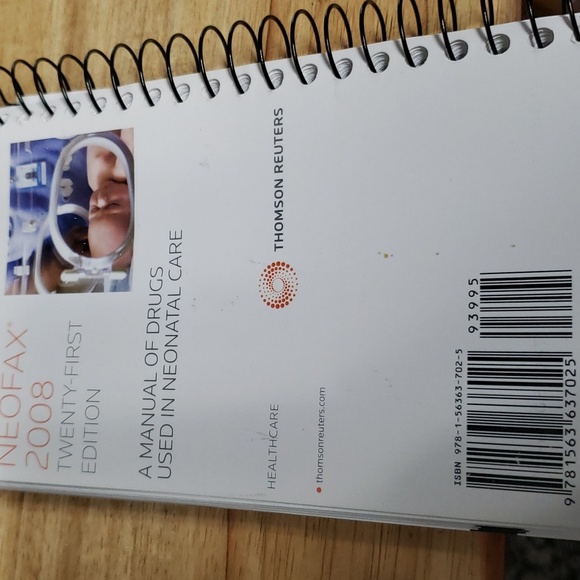 NEOFAX®
2008
TWENTY-FIRST
EDITION
A MANUAL OF DRUGS
USED IN NEONATAL CARE
THOMSON REUTERS
HEALTHCARE
thomsonreuters.com
93995
ISBN 978-1-56363-702-5
9 781563 637025